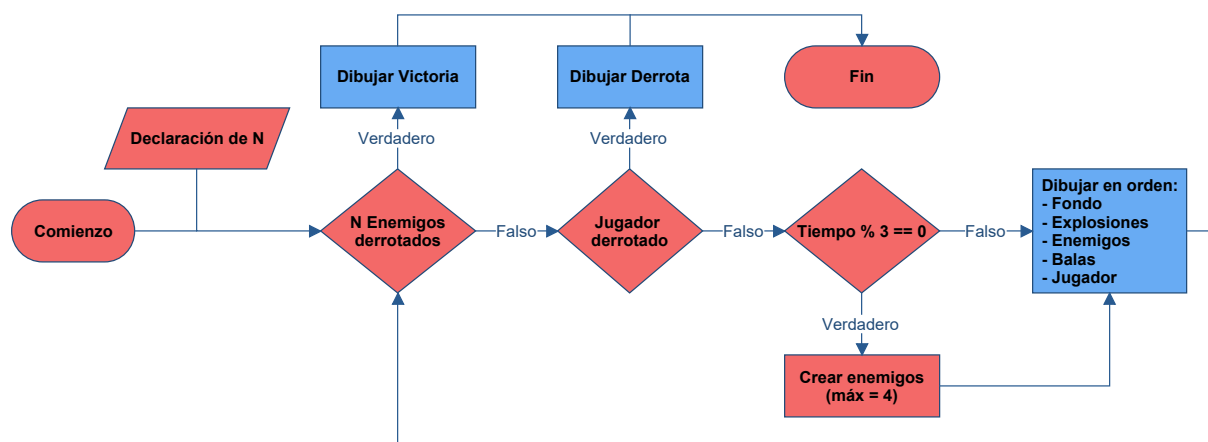 Dibujar Victoria
Dibujar Derrota
Fin
Verdadero
Verdadero
Declaración de N
Comienzo
N Enemigos
derrotados
Falso
Jugador
derrotado
Falso
Tiempo % 3 == 0
Falso
Dibujar en orden:
- Fondo
- Explosiones
- Enemigos
- Balas
- Jugador
Verdadero
Crear enemigos
(máx = 4)